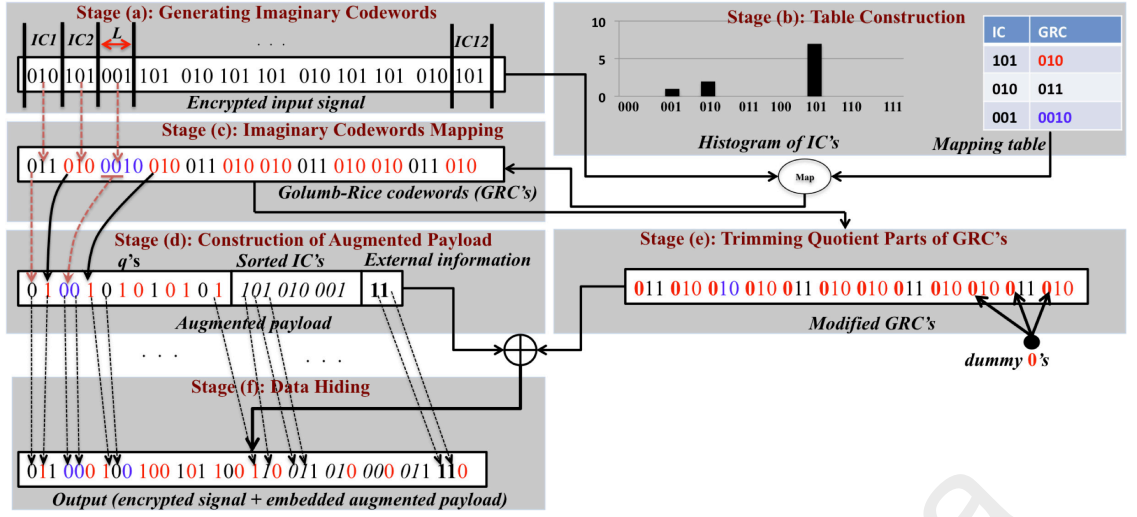 Stage (a): Generating Imaginary Codewords
IC1 IC2 L . . . IC12
010 101 001 101 010 101 101 010 101 101 010 101
Encrypted input signal
Stage (b): Table Construction
10
5
0
000 001 010 011 100 101 110 111
Histogram of IC's
IC GRC
101 010
010 011
001 0010
Mapping table
Map
Stage (c): Imaginary Codewords Mapping
011 010 0010 010 011 010 010 011 010 010 011 010
Golumb-Rice codewords (GRC's)
Stage (d): Construction of Augmented Payload
q's Sorted IC's External information
0 1 00 1 0 1 0 1 0 1 0 1 101 010 001 11
Augmented payload
Stage (e): Trimming Quotient Parts of GRC's
011 010 010 010 011 010 010 011 010 010 011 010
Modified GRC's
dummy 0's
. . . . . .
Stage (f): Data Hiding
011 000 100 100 101 100 110 011 010 000 011 110
Output (encrypted signal + embedded augmented payload)